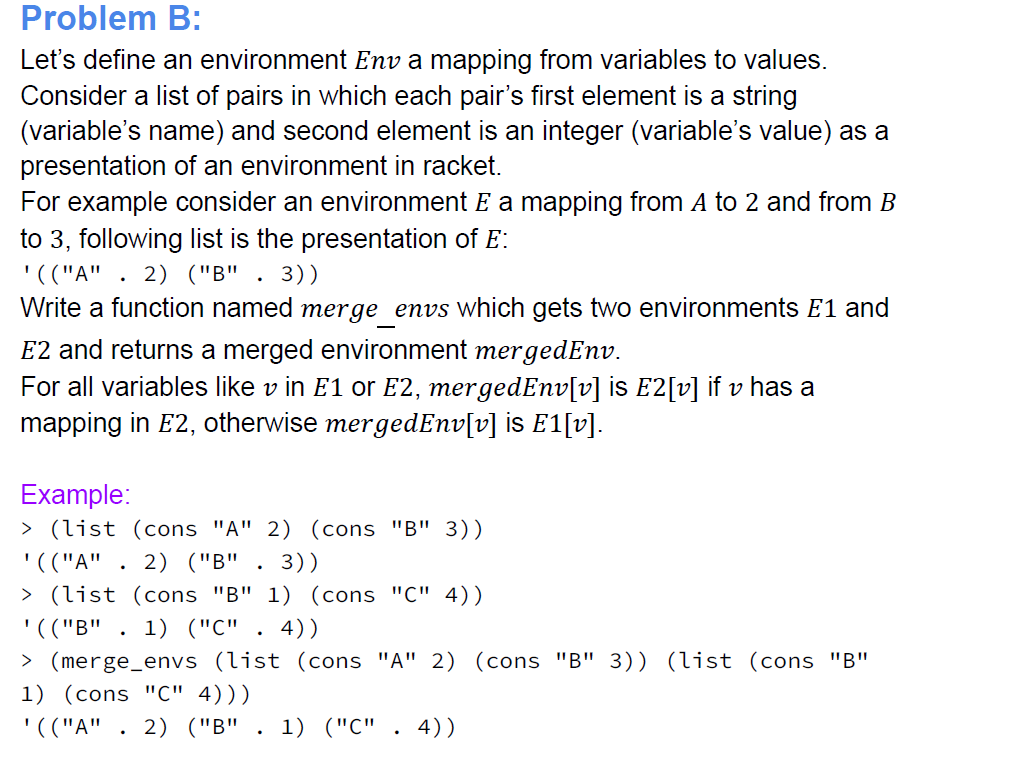 Problem B:
Let’s define an environment Env a mapping from variables to values.
Consider a list of pairs in which each pair’s first element is a string
(variable’s name) and second element is an integer (variable’s value) as a
presentation of an environment in racket.
For example consider an environment E a mapping from A to 2 and from B
to 3, following list is the presentation of E:
'(("A" . 2) ("B" . 3))
Write a function named merge_envs which gets two environments E1 and
E2 and returns a merged environment mergedEnv.
For all variables like v in E1 or E2, mergedEnv[v] is E2[v] if v has a
mapping in E2, otherwise mergedEnv[v] is E1[v].
Example:
> (list (cons "A" 2) (cons "B" 3))
'(("A" . 2) ("B" . 3))
> (list (cons "B" 1) (cons "C" 4))
'(("B" . 1) ("C" . 4))
> (merge_envs (list (cons "A" 2) (cons "B" 3)) (list (cons "B"
1) (cons "C" 4)))
'(("A" . 2) ("B" . 1) ("C" . 4))